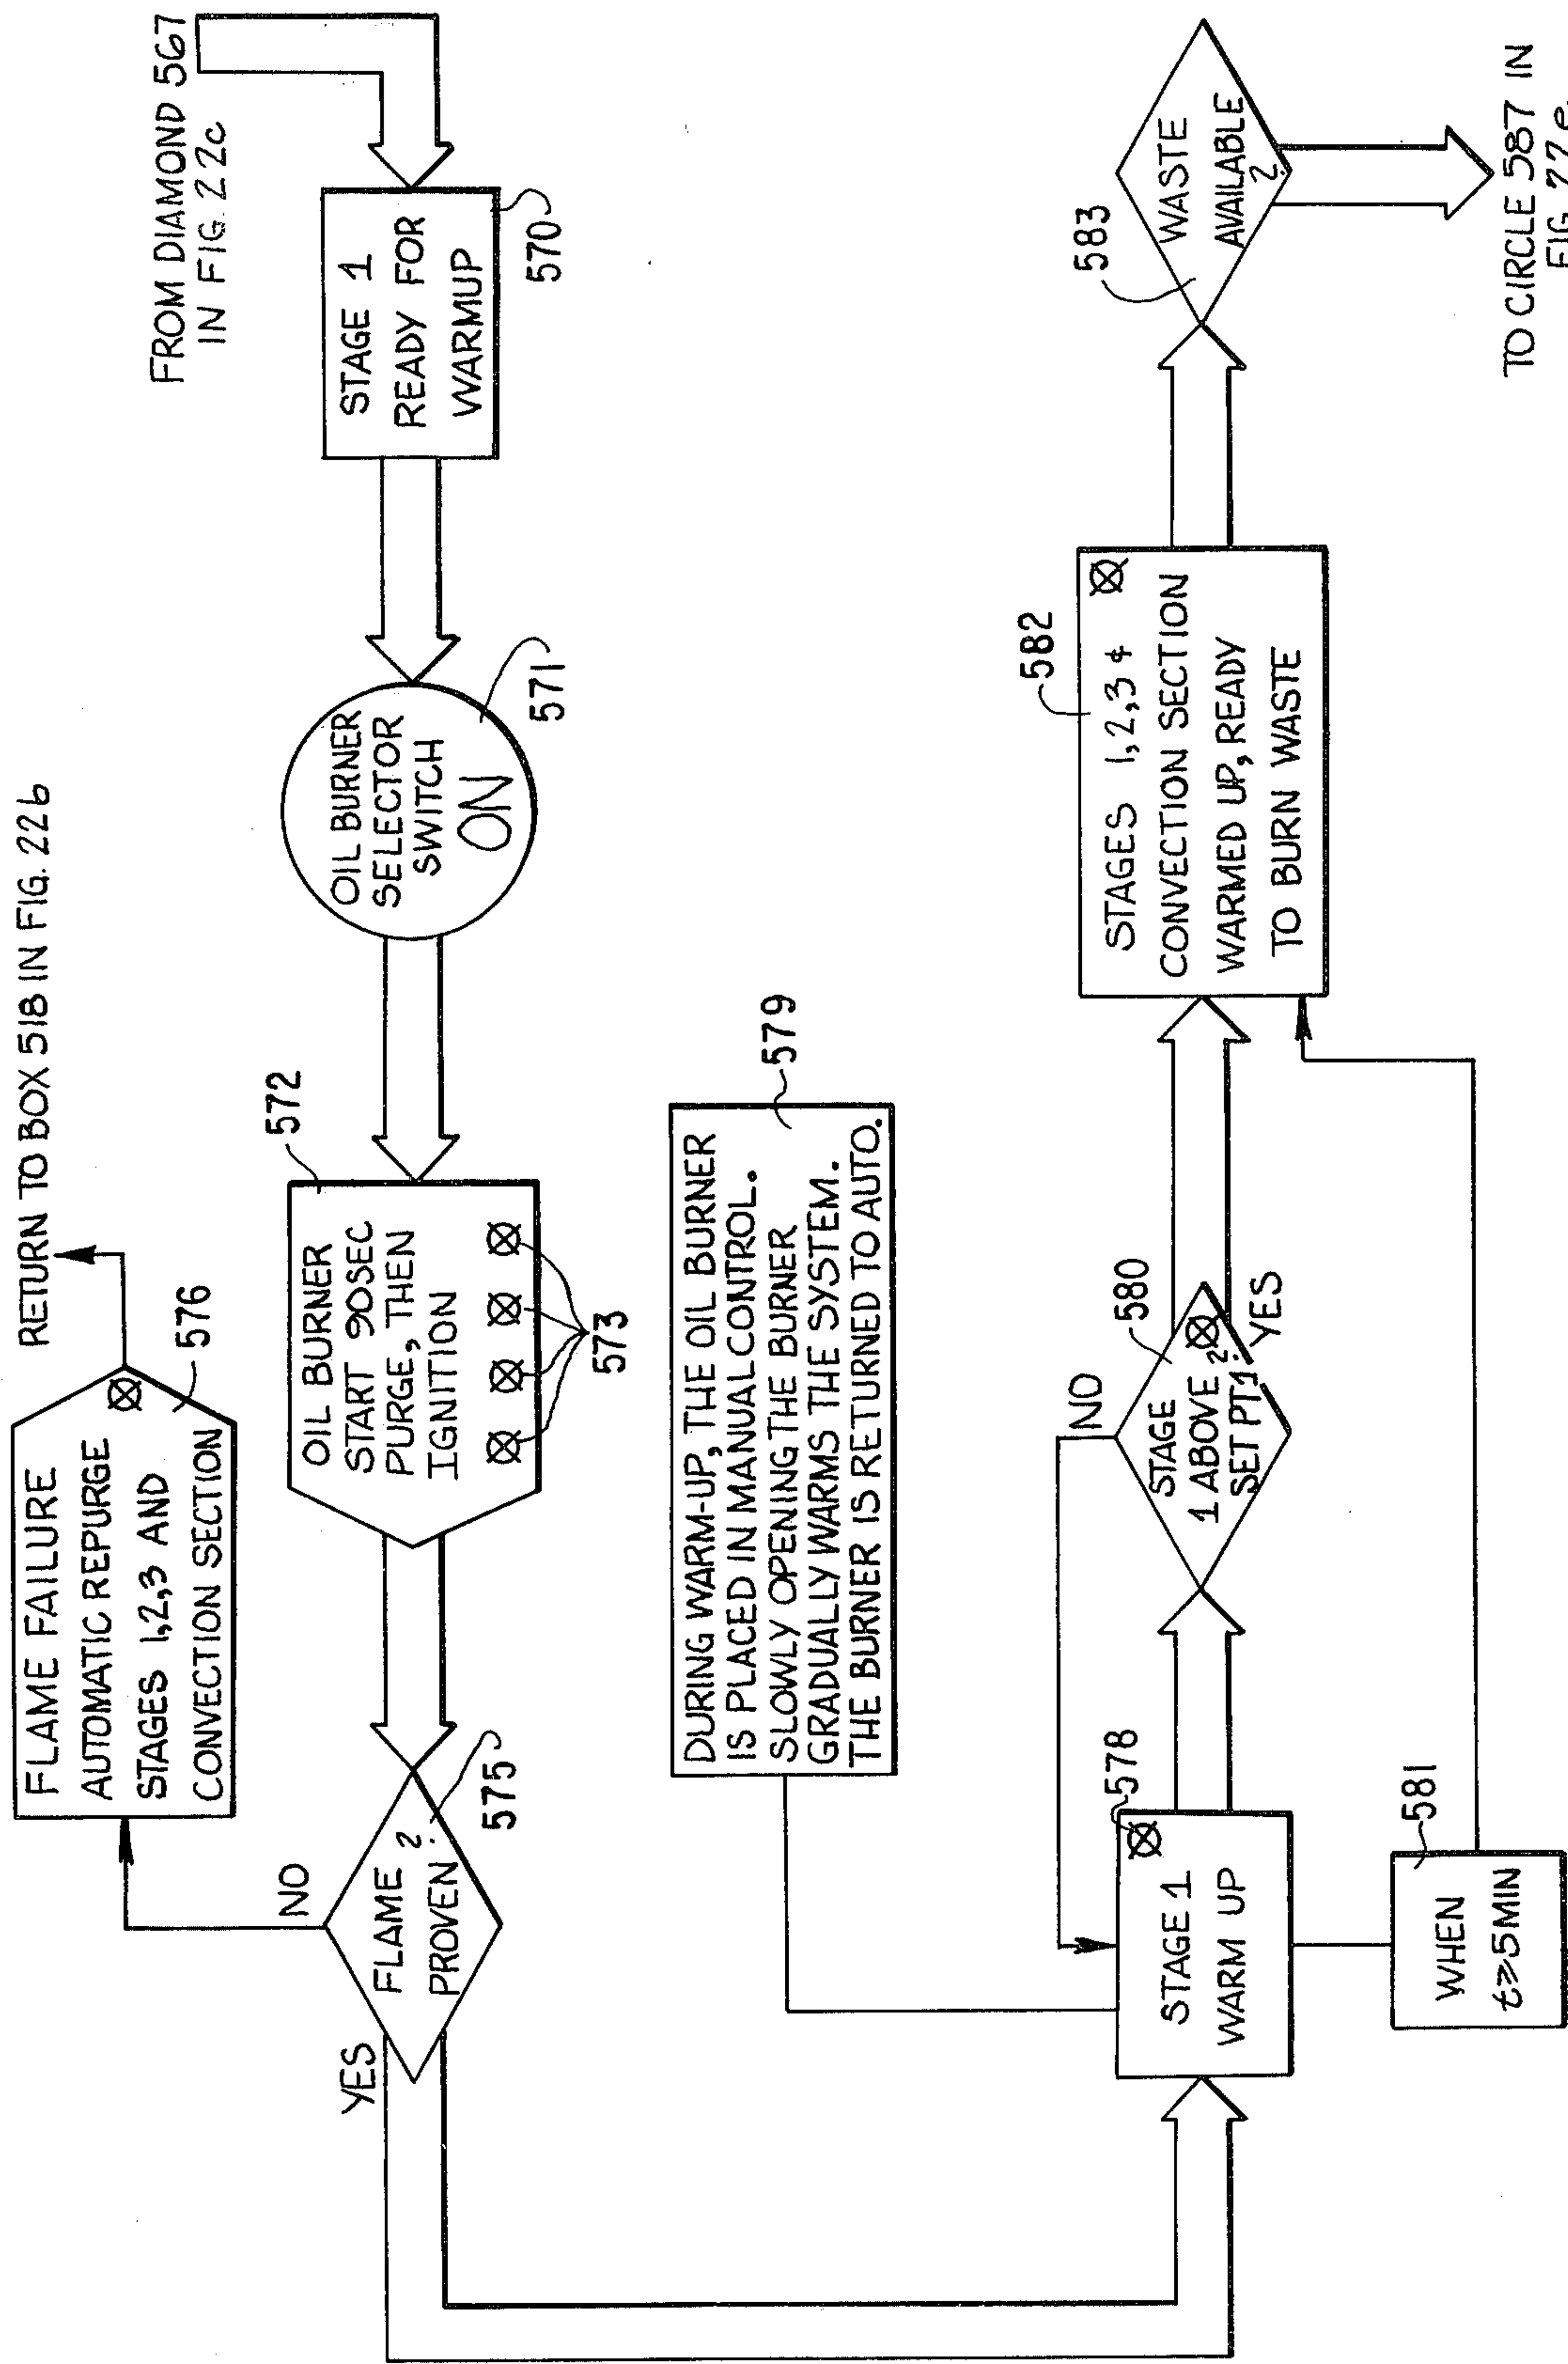 FROM DIAMOND 567
IN FIG. 22c
STAGE 1
READY FOR
WARMUP
570
OIL BURNER
SELECTOR
SWITCH
ON
571
572
OIL BURNER
START 90SEC
PURGE, THEN
IGNITION
573
FLAME
PROVEN?
575
NO
YES
RETURN TO BOX 518 IN FIG. 22b
FLAME FAILURE
AUTOMATIC REPURGE
STAGES 1,2,3 AND
CONVECTION SECTION
576
DURING WARM-UP, THE OIL BURNER
IS PLACED IN MANUAL CONTROL.
SLOWLY OPENING THE BURNER
GRADUALLY WARMS THE SYSTEM.
THE BURNER IS RETURNED TO AUTO.
579
578
STAGE 1
WARM UP
WHEN
t≥5MIN
581
NO
580
STAGE
1 ABOVE
SET PT1?
YES
582
STAGES 1,2,3 &
CONVECTION SECTION
WARMED UP, READY
TO BURN WASTE
583
WASTE
AVAILABLE
?
TO CIRCLE 587 IN
FIG. 22e